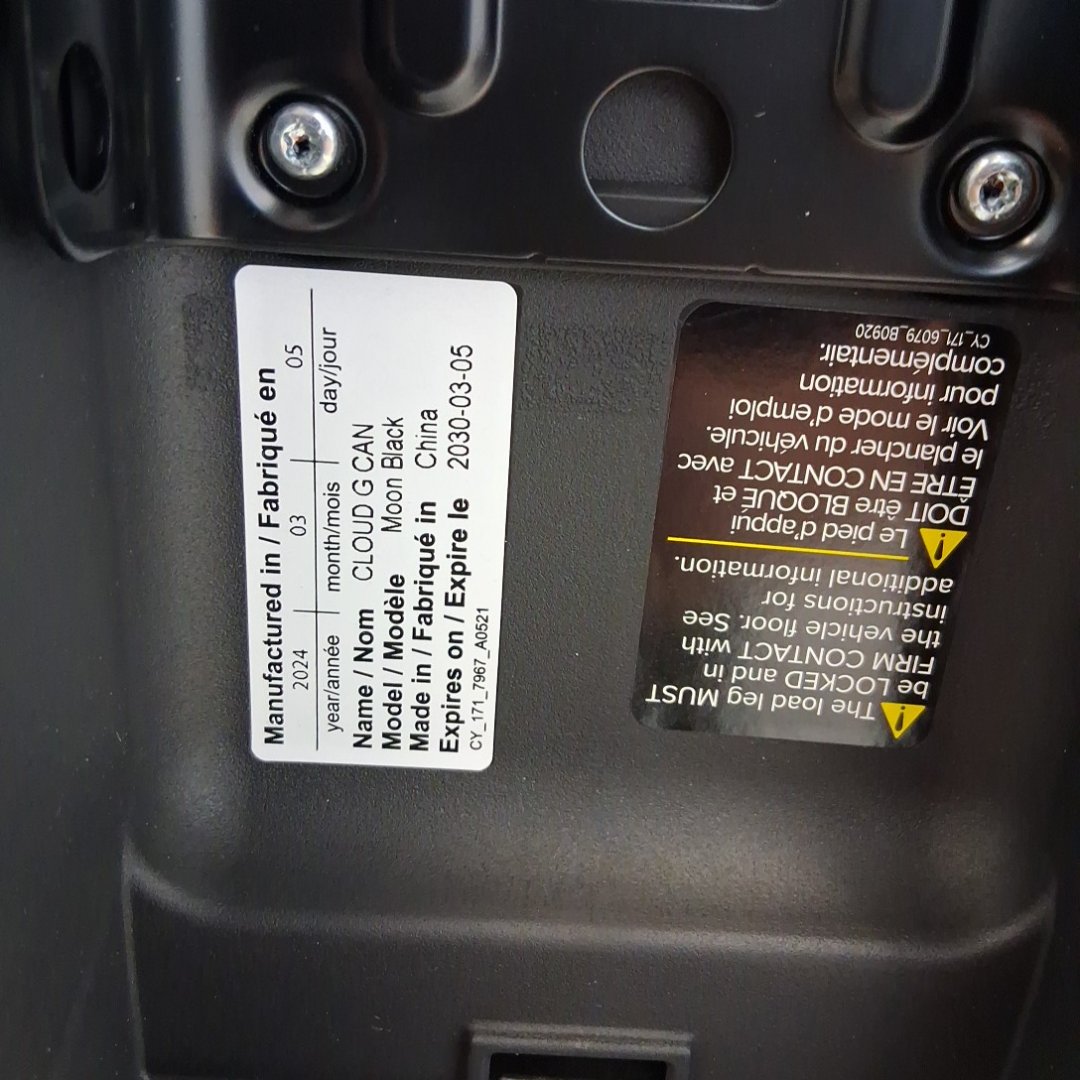 Manufactured in / Fabriqué en
2024 03 05
year/année month/mois day/jour
Name / Nom CLOUD G CAN
Model / Modèle Moon Black
Made in / Fabriqué in China
Expires on / Expire le 2030-03-05
CY_171_7967_A0521
The load leg MUST
be LOCKED and in
FIRM CONTACT with
the vehicle floor. See
instructions for
additional information.
Le pied d'appui
DOIT être BLOQUÉ et
ÊTRE EN CONTACT avec
le plancher du véhicule.
Voir le mode d'emploi
pour information
complémentair.
CY_171_6079_B0920